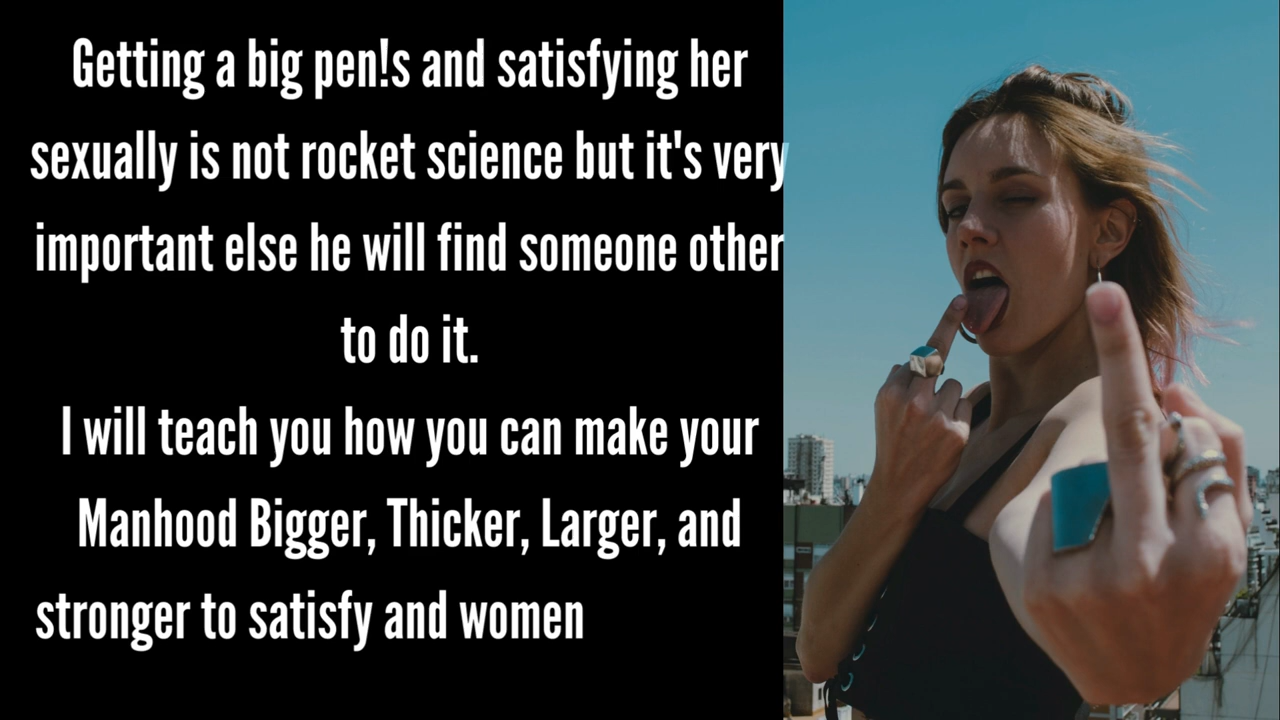 Getting a big pen!s and satisfying her
sexually is not rocket science but it's very
important else he will find someone other
to do it.
I will teach you how you can make your
Manhood Bigger, Thicker, Larger, and
stronger to satisfy and women